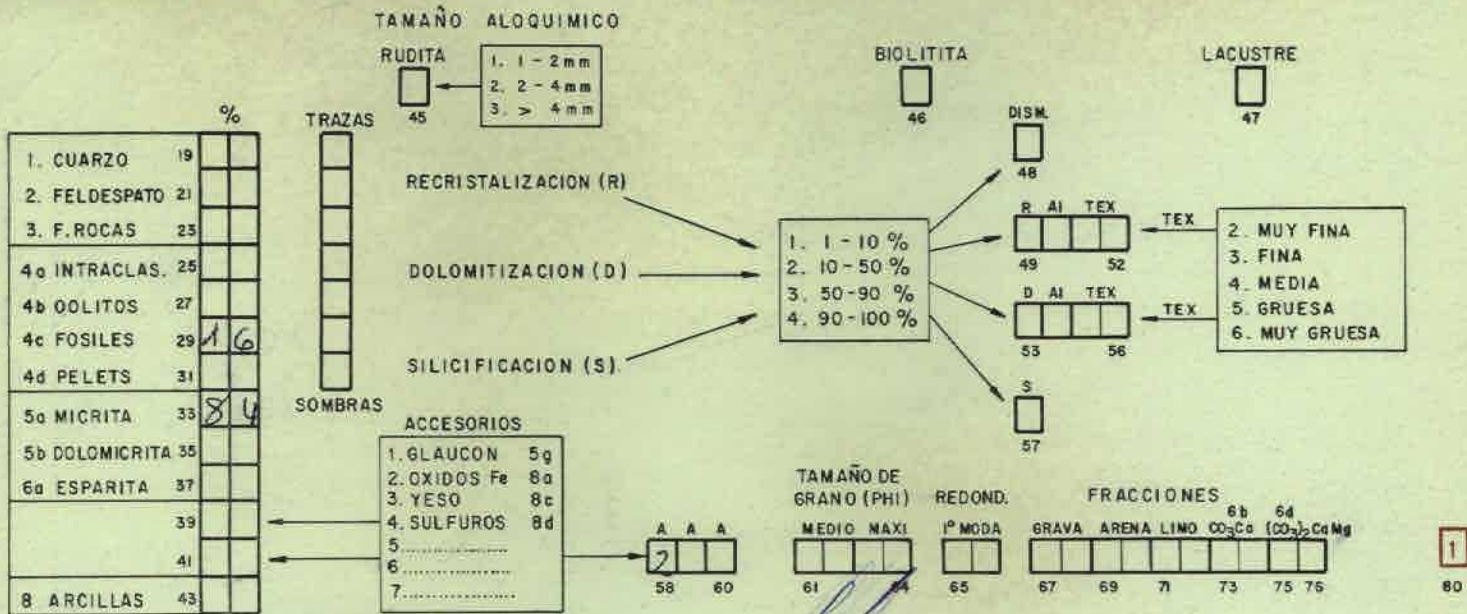 TAMAÑO ALOQUIMICO
RUDITA
45
1. 1 - 2 mm
2. 2 - 4 mm
3. > 4 mm
BIOLITITA
46
LACUSTRE
47
%
TRAZAS
1. CUARZO 19
2. FELDESPATO 21
3. F. ROCAS 23
4a INTRACLAS. 25
4b OOLITOS 27
4c FOSILES 29 1 6
4d PELETS 31
5a MICRITA 33 8 4
5b DOLOMICRITA 35
6a ESPARITA 37
39
41
8 ARCILLAS 43
SOMBRAS
RECRISTALIZACION (R)
DOLOMITIZACION (D)
SILICIFICACION (S).
1. 1 - 10 %
2. 10 - 50 %
3. 50 - 90 %
4. 90 - 100 %
DISM.
48
R AI TEX
49 52
D AI TEX
53 56
S
57
TEX
TEX
2. MUY FINA
3. FINA
4. MEDIA
5. GRUESA
6. MUY GRUESA
ACCESORIOS
1. GLAUCON 5g
2. OXIDOS Fe 8a
3. YESO 8c
4. SULFUROS 8d
5..............
6..............
7..............
A A A
2
58 60
TAMAÑO DE
GRANO (PHI)
MEDIO MAXI
61 64
REDOND.
1º MODA
65
FRACCIONES
6b 6d
GRAVA ARENA LIMO CO3Ca (CO3)2CaMg
67 69 71 73 75 76
1
80